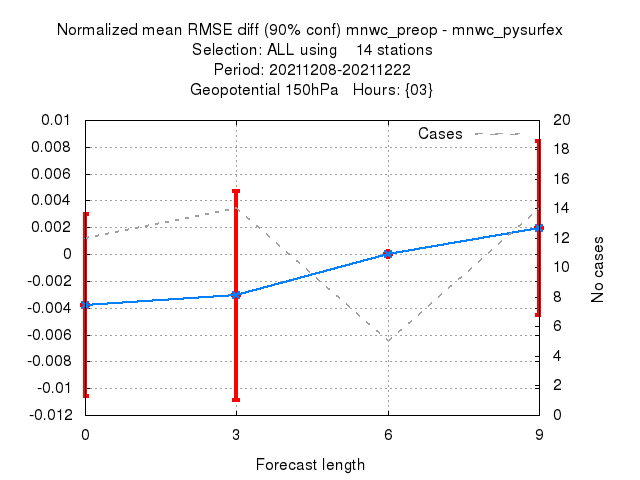 Normalized mean RMSE diff (90% conf) mnwc_preop - mnwc_pysurfex
Selection: ALL using 14 stations
Period: 20211208-20211222
Geopotential 150hPa Hours: {03}
Cases
0.01
0.008
0.006
0.004
0.002
0
-0.002
-0.004
-0.006
-0.008
-0.01
-0.012
20
18
16
14
12
10
8
6
4
2
0
No cases
0 3 6 9
Forecast length